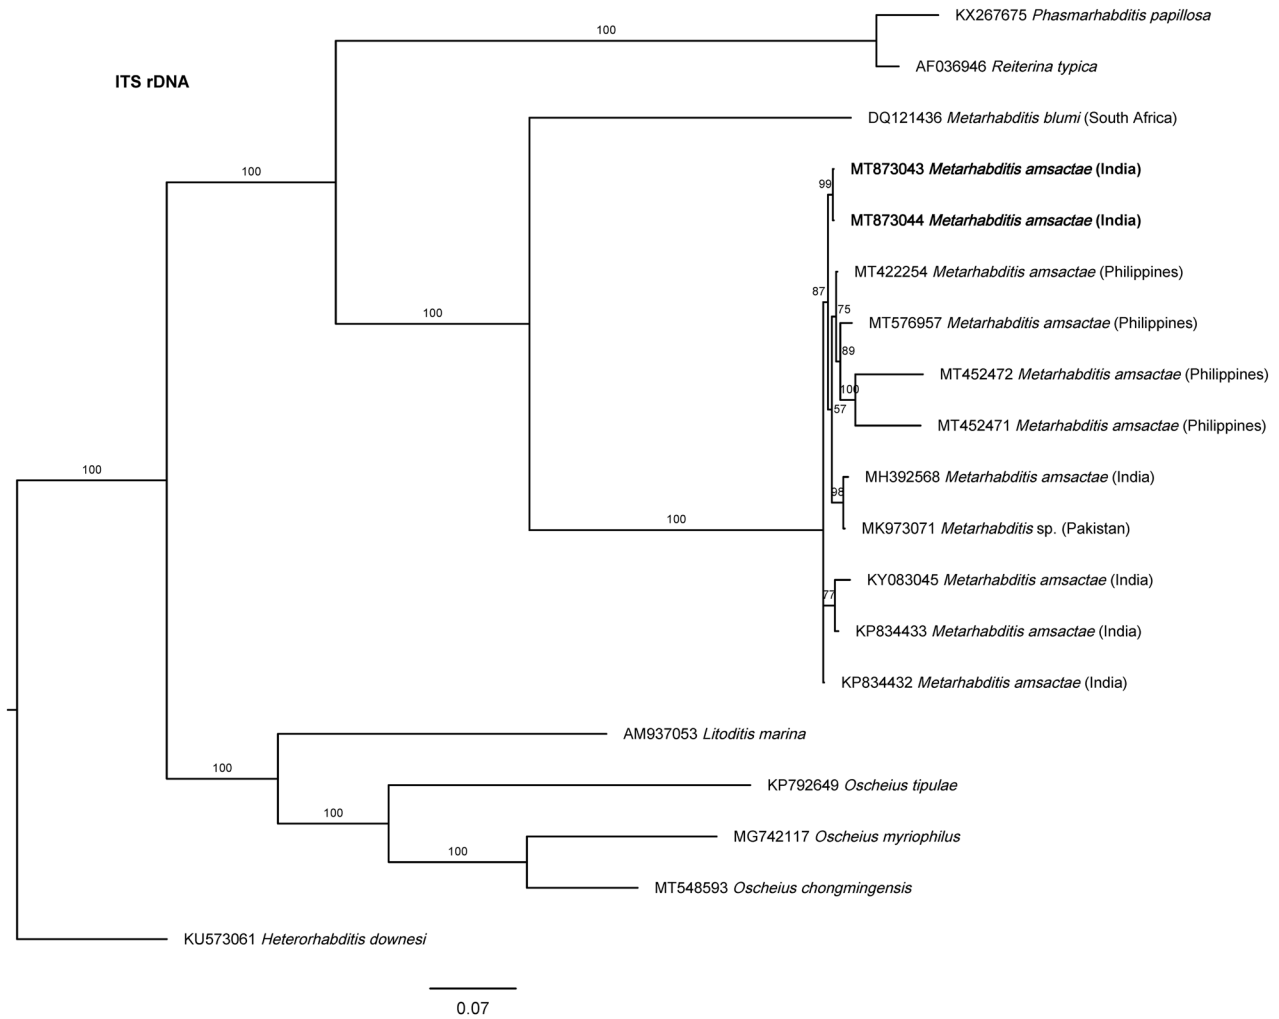 KX267675 Phasmarhabditis papillosa
100
AF036946 Reiterina typica
ITS rDNA
DQ121436 Metarhabditis blumi (South Africa)
100
MT873043 Metarhabditis amsactae (India)
99
MT873044 Metarhabditis amsactae (India)
MT422254 Metarhabditis amsactae (Philippines)
87
75
100
MT576957 Metarhabditis amsactae (Philippines)
89
MT452472 Metarhabditis amsactae (Philippines)
100
57
MT452471 Metarhabditis amsactae (Philippines)
100
MH392568 Metarhabditis amsactae (India)
98
100
MK973071 Metarhabditis sp. (Pakistan)
KY083045 Metarhabditis amsactae (India)
77
KP834433 Metarhabditis amsactae (India)
KP834432 Metarhabditis amsactae (India)
AM937053 Litoditis marina
100
KP792649 Oscheius tipulae
100
MG742117 Oscheius myriophilus
100
MT548593 Oscheius chongmingensis
KU573061 Heterorhabditis downesi
0.07